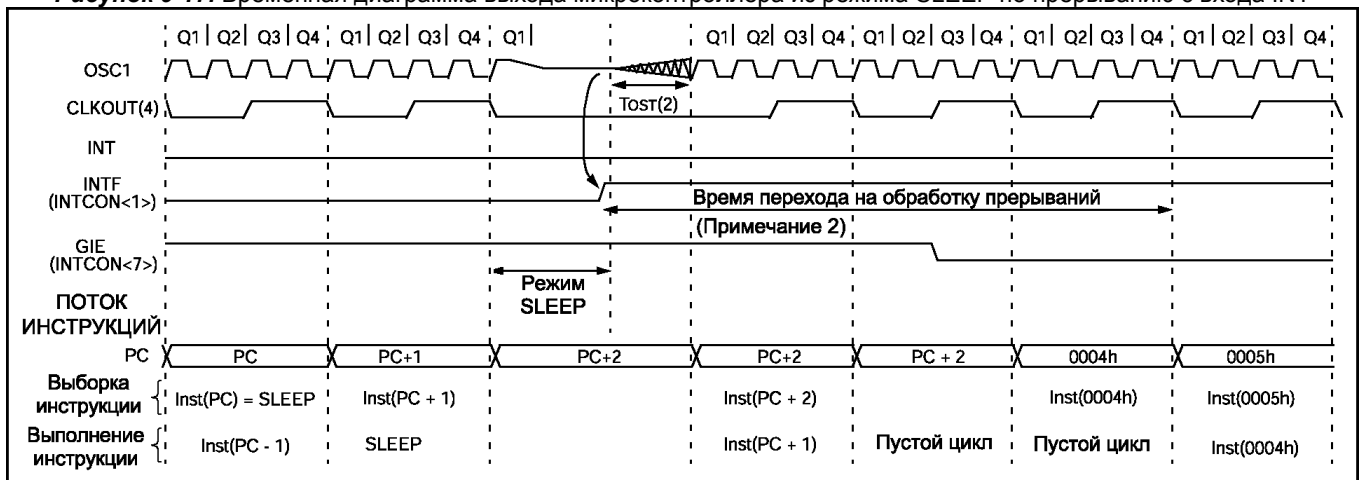 Q1 Q2 Q3 Q4 Q1 Q2 Q3 Q4 Q1 Q1 Q2 Q3 Q4 Q1 Q2 Q3 Q4 Q1 Q2 Q3 Q4 Q1 Q2 Q3 Q4
OSC1
CLKOUT(4)
TOST(2)
INT
INTF
(INTCON<1>)
Время перехода на обработку прерываний
(Примечание 2)
GIE
(INTCON<7>)
Режим
SLEEP
ПОТОК
ИНСТРУКЦИЙ
PC PC PC+1 PC+2 PC+2 PC + 2 0004h 0005h
Выборка
инструкции
Inst(PC) = SLEEP Inst(PC + 1) Inst(PC + 2) Inst(0004h) Inst(0005h)
Выполнение
инструкции
Inst(PC - 1) SLEEP Inst(PC + 1) Пустой цикл Пустой цикл Inst(0004h)